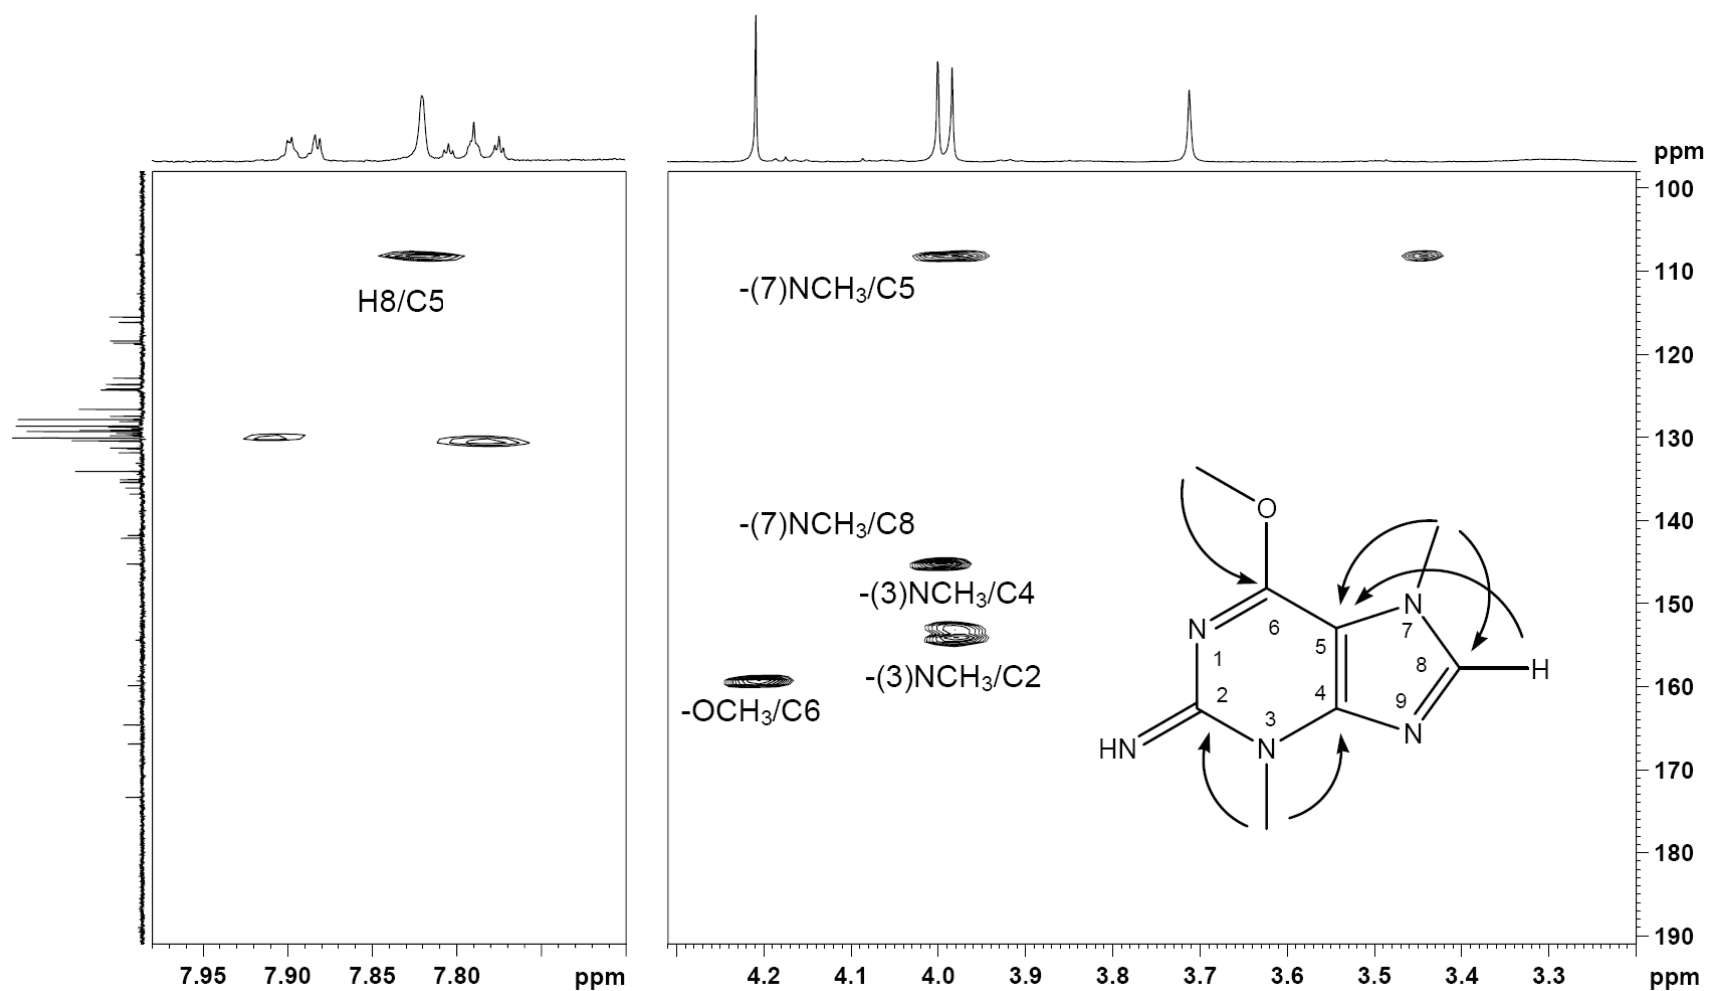 ppm
100
110
120
130
140
150
160
170
180
190
H8/C5
-(7)NCH₃/C5
-(7)NCH₃/C8
-(3)NCH₃/C4
-(3)NCH₃/C2
-OCH₃/C6
O
N
N
H
HN
N
N
1
2
3
4
5
6
7
8
9
7.95 7.90 7.85 7.80 ppm
4.2 4.1 4.0 3.9 3.8 3.7 3.6 3.5 3.4 3.3 ppm